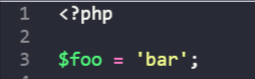 1 <?php
2
3 $foo = 'bar';